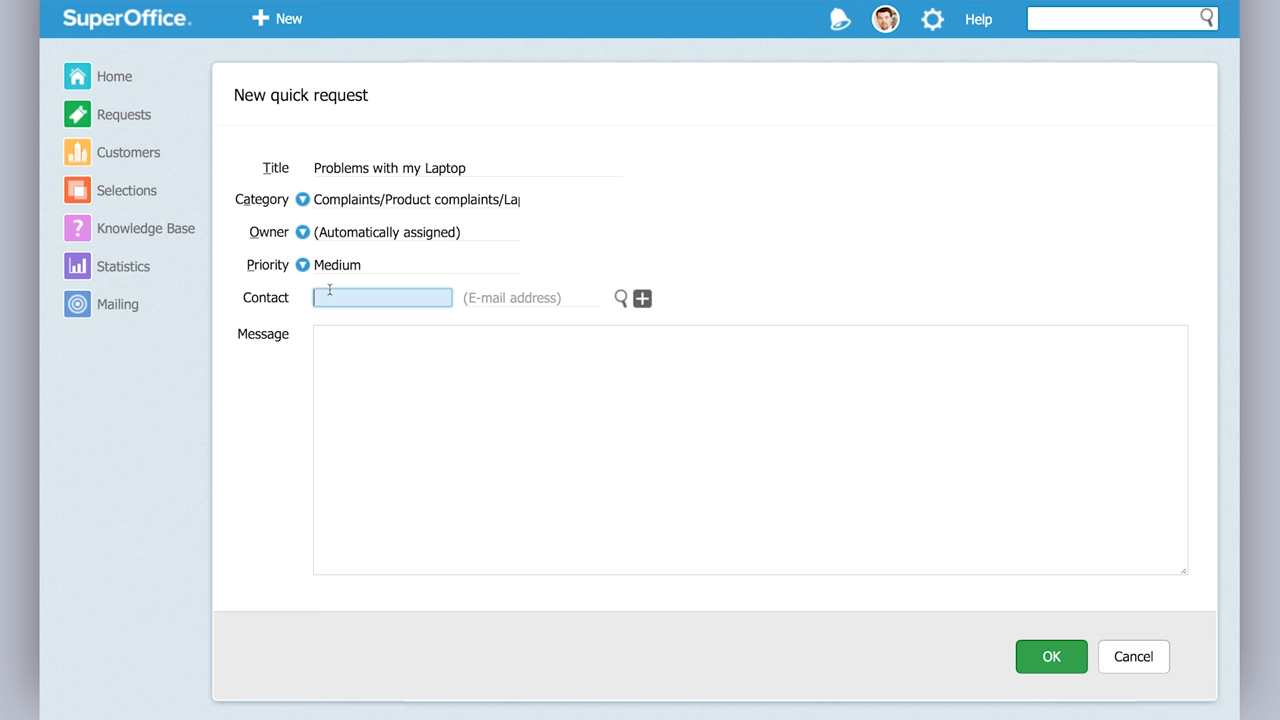 SuperOffice.
New
Help
Home
Requests
Customers
Selections
Knowledge Base
Statistics
Mailing
New quick request
Title Problems with my Laptop
Category Complaints/Product complaints/La
Owner (Automatically assigned)
Priority Medium
Contact (E-mail address)
Message
OK Cancel